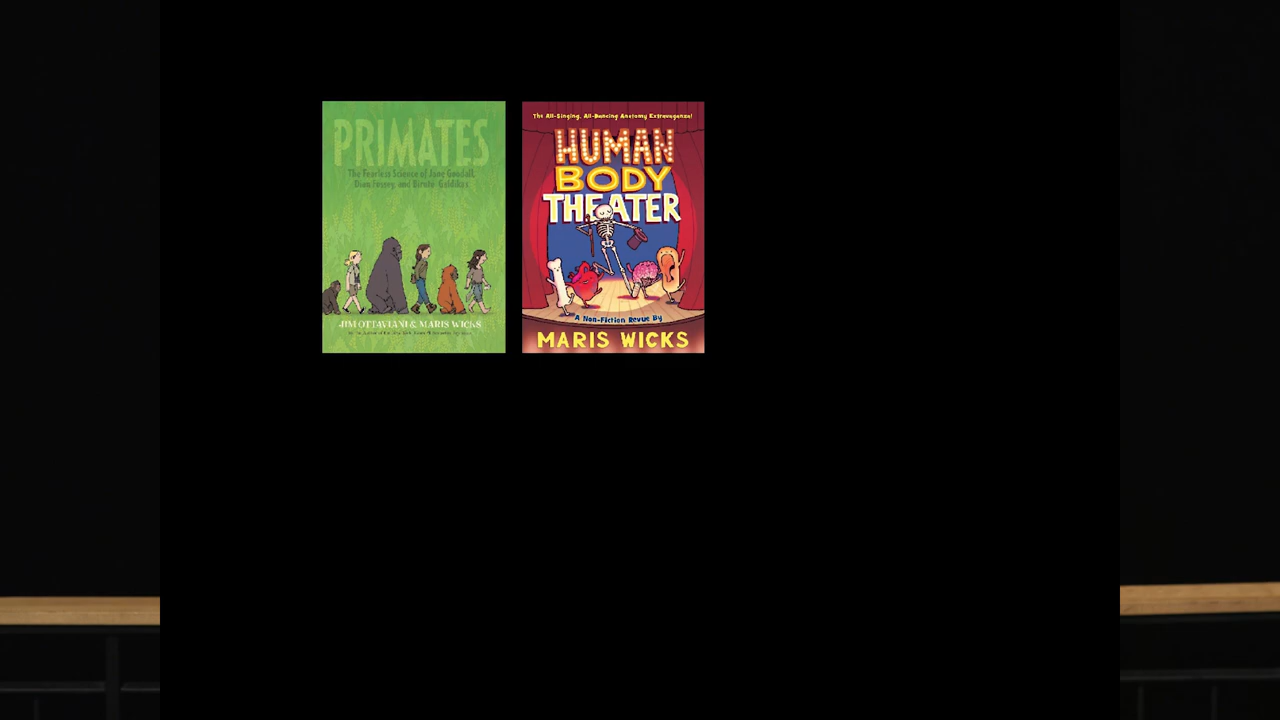 PRIMATES
The Fearless Science of Jane Goodall,
Dian Fossey, and Biruté Galdikas
JIM OTTAVIANI & MARIS WICKS
The All-Singing, All-Dancing Anatomy Extravaganza!
HUMAN
BODY
THEATER
A Non-Fiction Revue By
MARIS WICKS